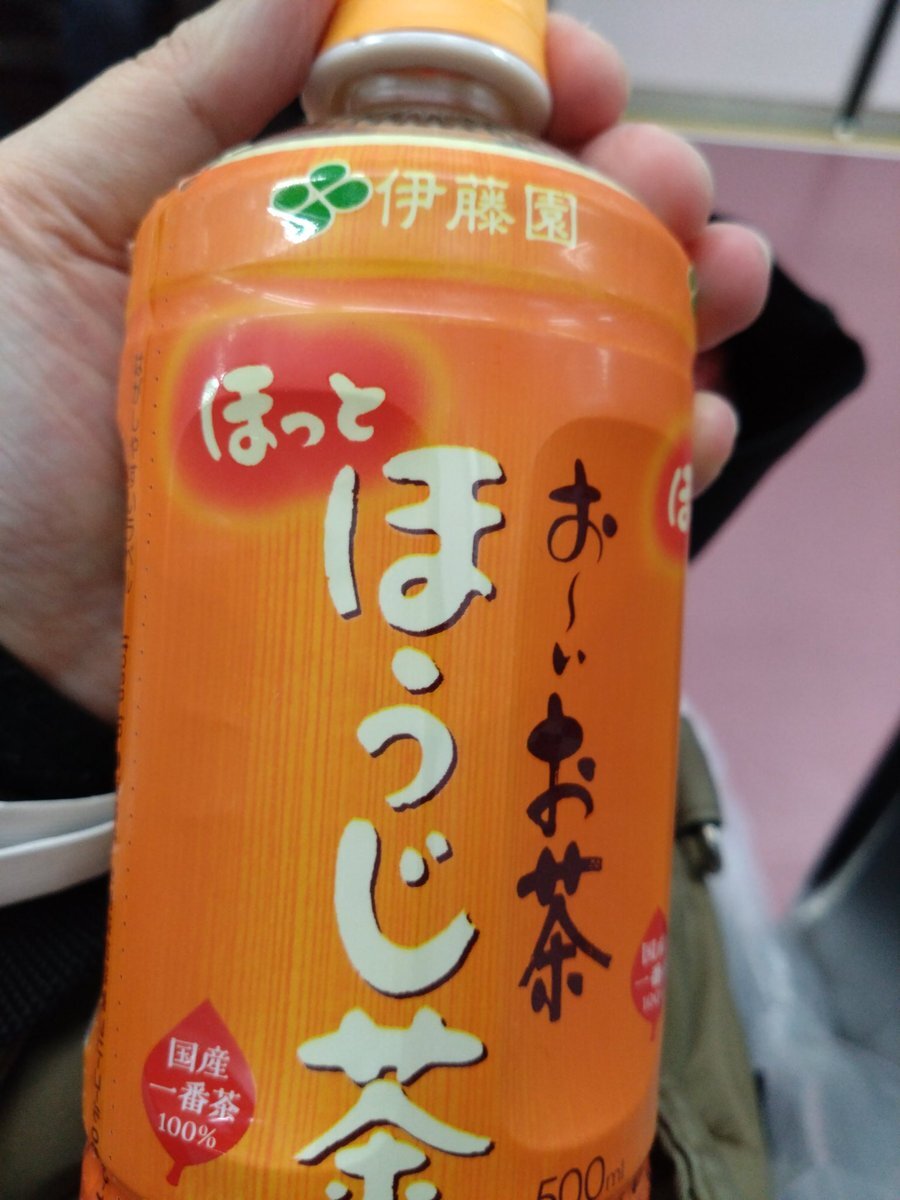 伊藤園
ほっと
ほうじ茶
お〜いお茶
国産
一番茶
100%
500ml